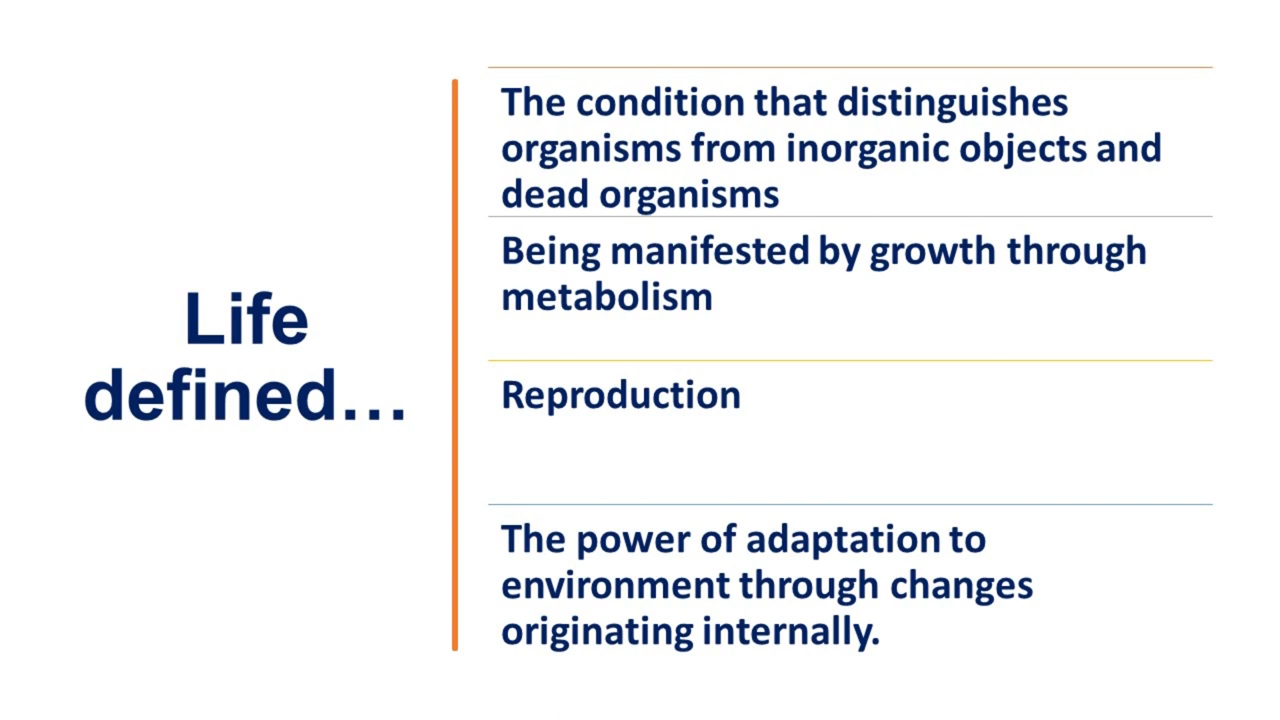 Life
defined…
The condition that distinguishes
organisms from inorganic objects and
dead organisms
Being manifested by growth through
metabolism
Reproduction
The power of adaptation to
environment through changes
originating internally.